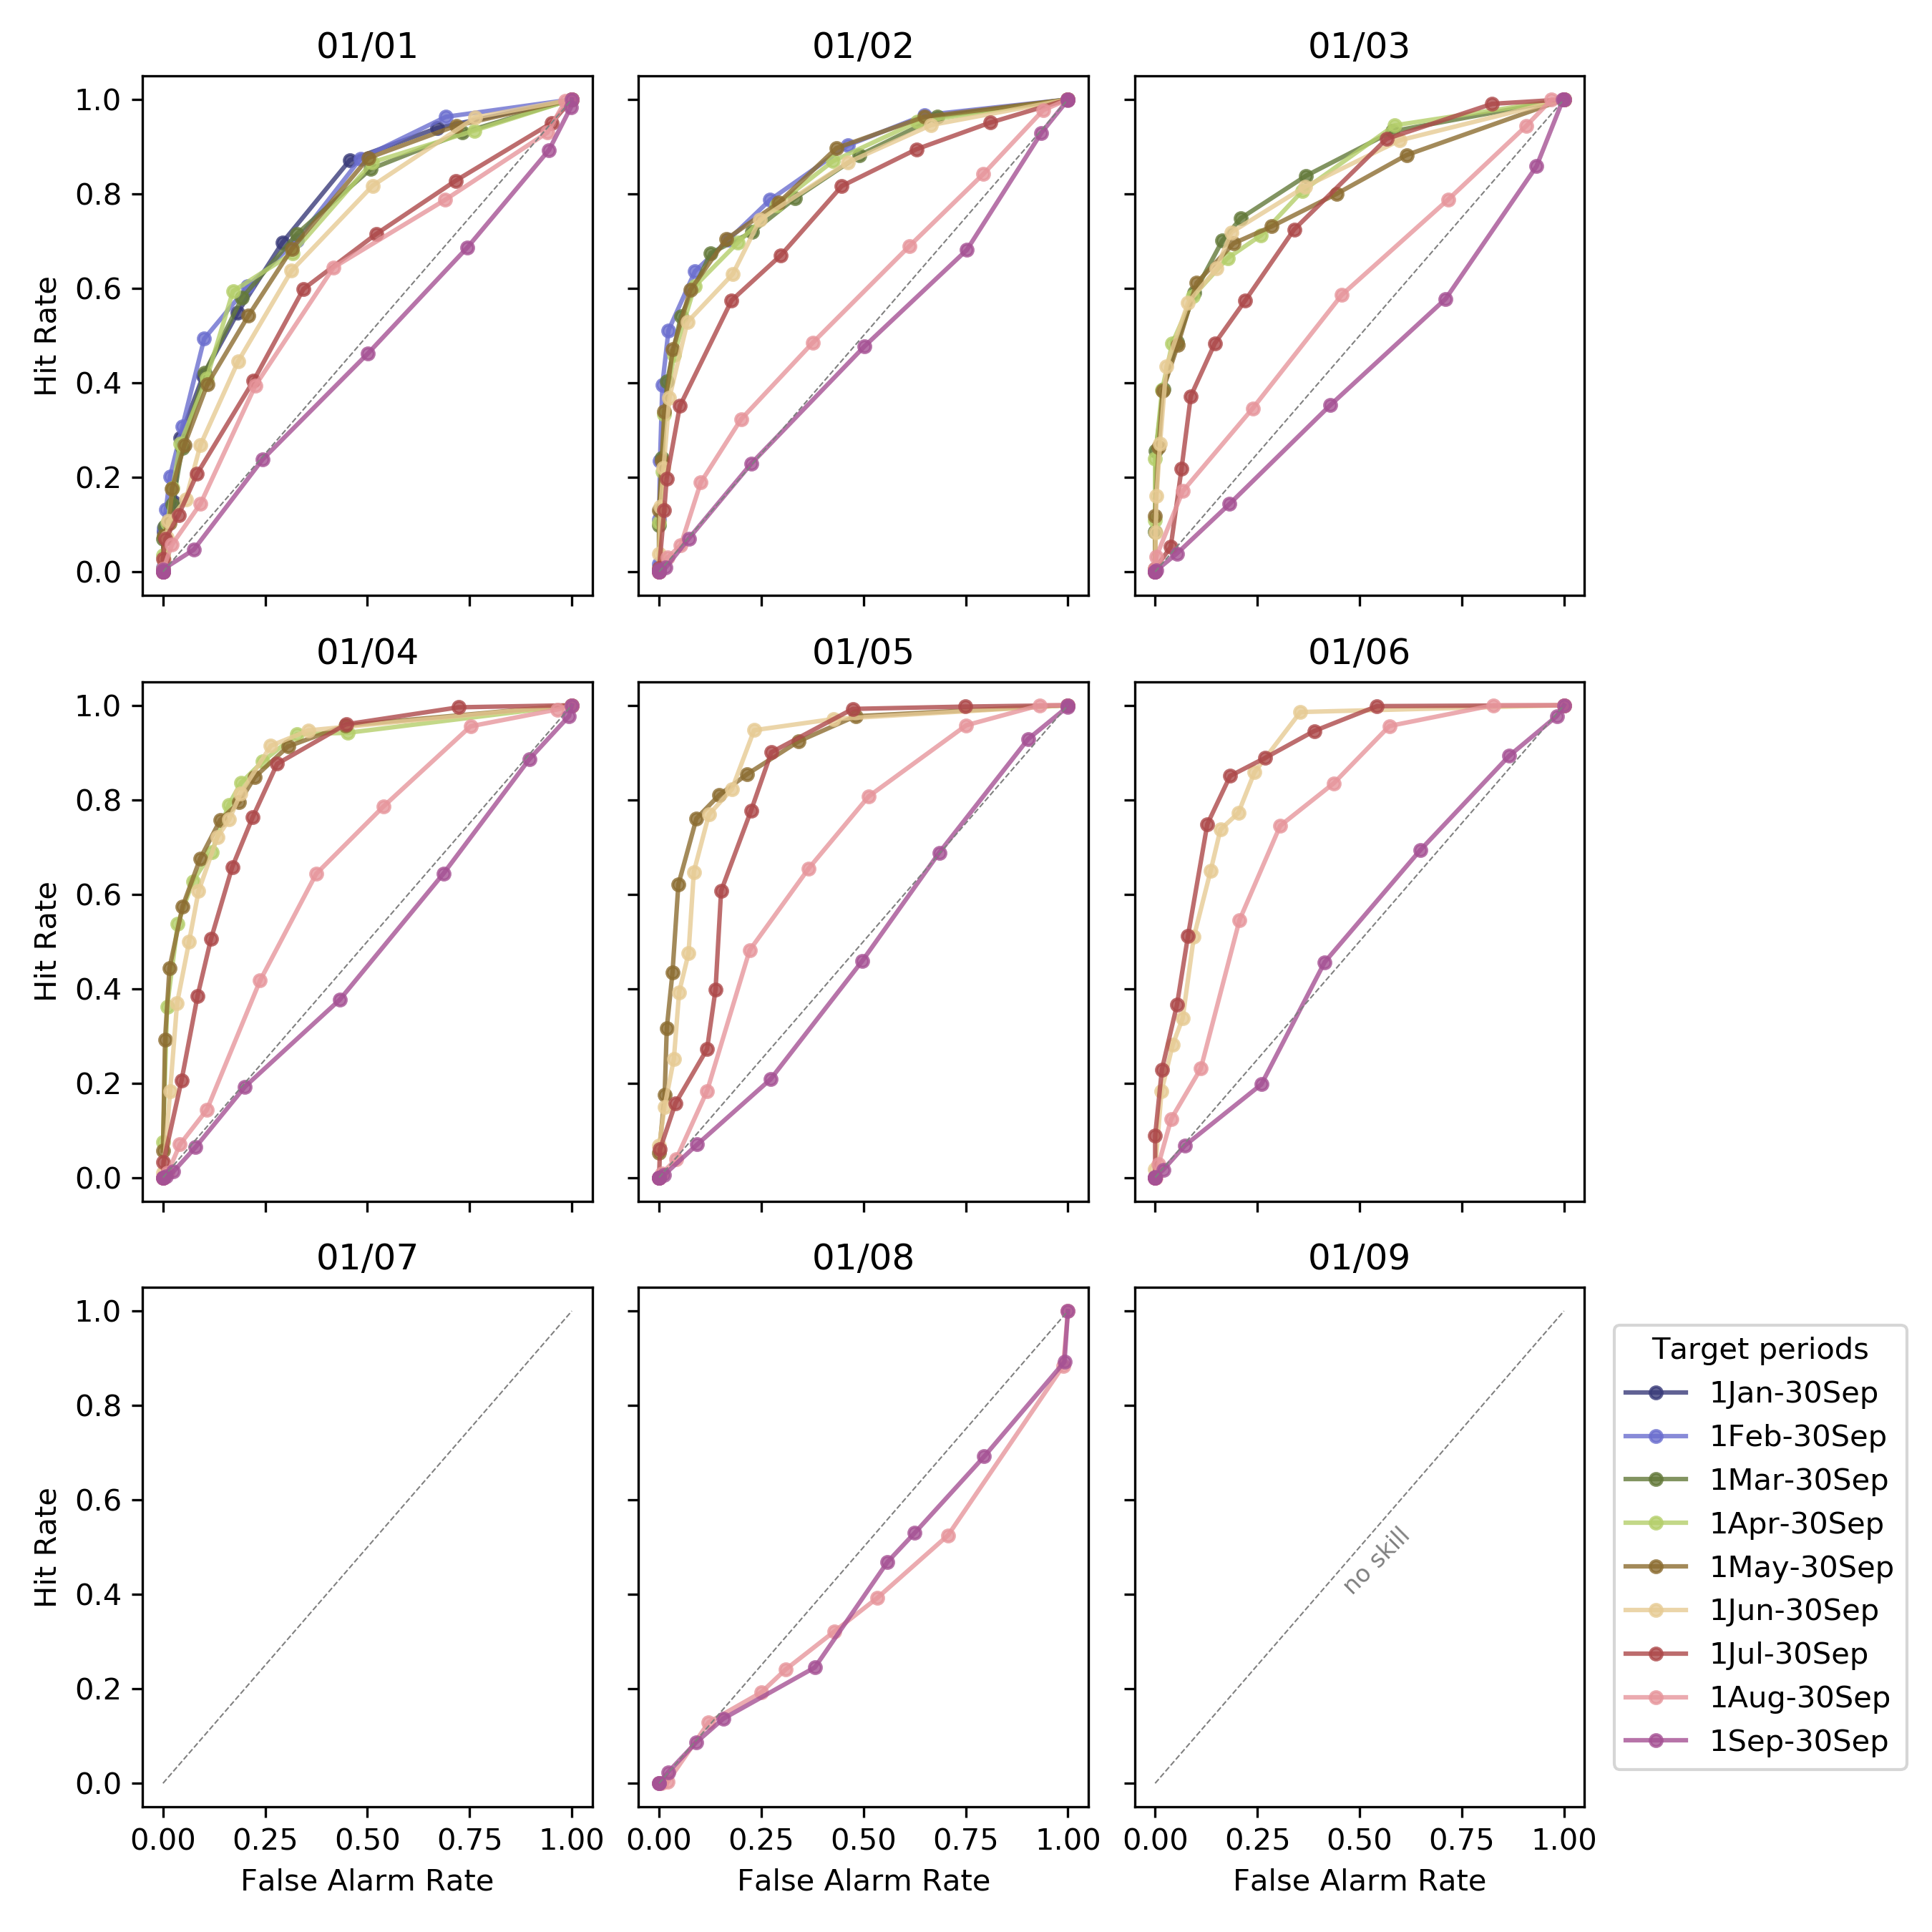 01/01
01/02
01/03
1.0
0.8
0.6
0.4
0.2
0.0
Hit Rate
01/04
01/05
01/06
1.0
0.8
0.6
0.4
0.2
0.0
Hit Rate
01/07
01/08
01/09
1.0
0.8
0.6
0.4
0.2
0.0
Hit Rate
no skill
0.00 0.25 0.50 0.75 1.00
0.00 0.25 0.50 0.75 1.00
0.00 0.25 0.50 0.75 1.00
False Alarm Rate
False Alarm Rate
False Alarm Rate
Target periods
1Jan-30Sep
1Feb-30Sep
1Mar-30Sep
1Apr-30Sep
1May-30Sep
1Jun-30Sep
1Jul-30Sep
1Aug-30Sep
1Sep-30Sep